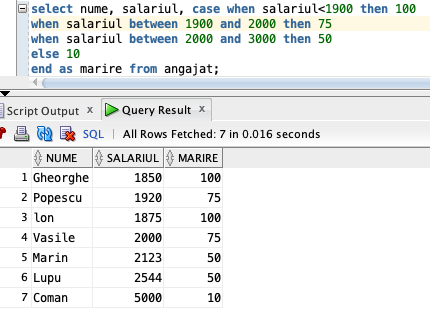 select nume, salariul, case when salariul<1900 then 100
when salariul between 1900 and 2000 then 75
when salariul between 2000 and 3000 then 50
else 10
end as marire from angajat;
Script Output x Query Result x
SQL | All Rows Fetched: 7 in 0.016 seconds
NUME SALARIUL MARIRE
1 Gheorghe 1850 100
2 Popescu 1920 75
3 lon 1875 100
4 Vasile 2000 75
5 Marin 2123 50
6 Lupu 2544 50
7 Coman 5000 10